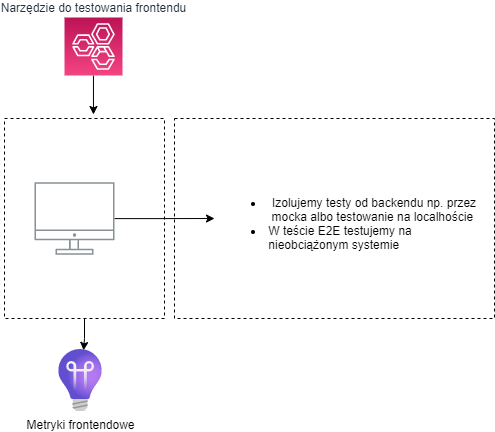 Narzędzie do testowania frontendu
Izolujemy testy od backendu np. przez
mocka albo testowanie na localhoście
W teście E2E testujemy na
nieobciążonym systemie
Metryki frontendowe